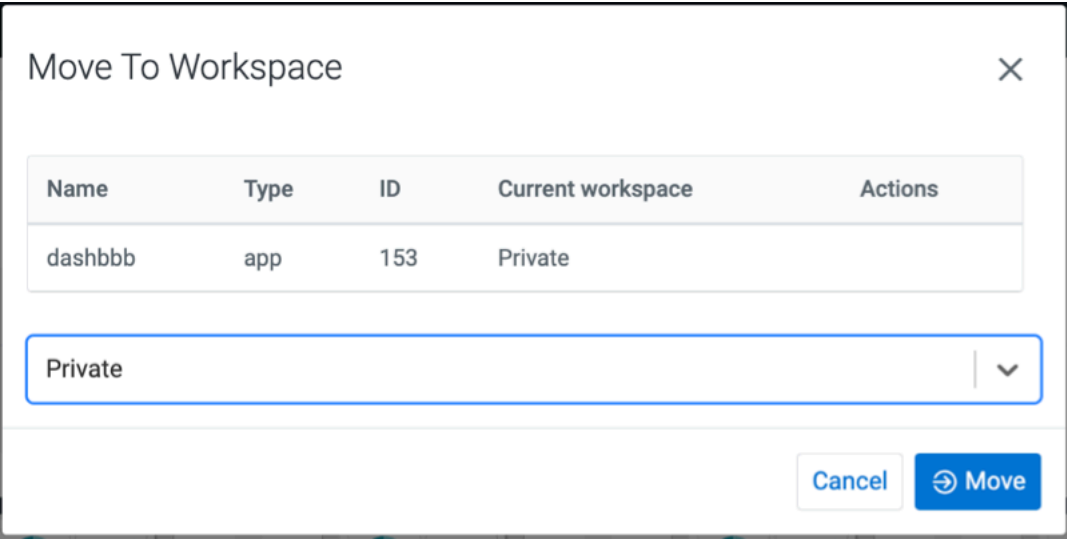 Move To Workspace
Name Type ID Current workspace Actions
dashbbb app 153 Private
Private
Cancel Move